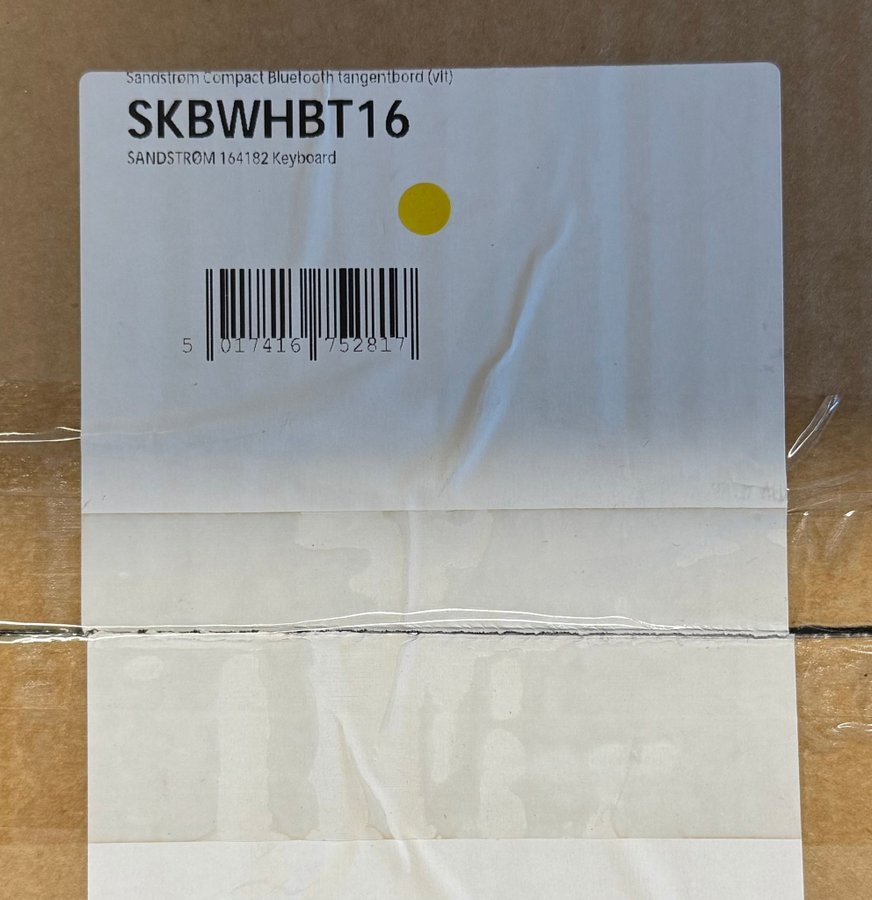 Sandstrøm Compact Bluetooth tangentbord (vit)
SKBWHBT16
SANDSTRØM 164182 Keyboard
5 017416 752817